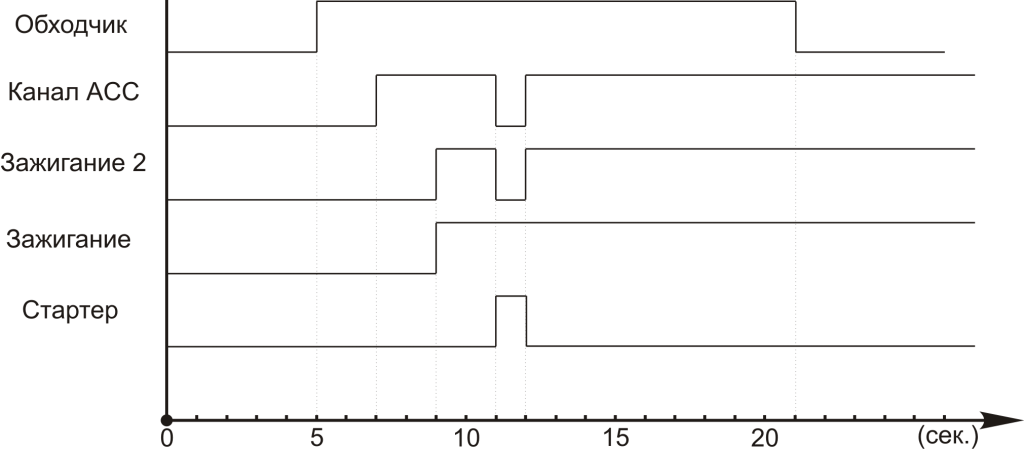 Обходчик
Канал АСС
Зажигание 2
Зажигание
Стартер
0 5 10 15 20 (сек.)